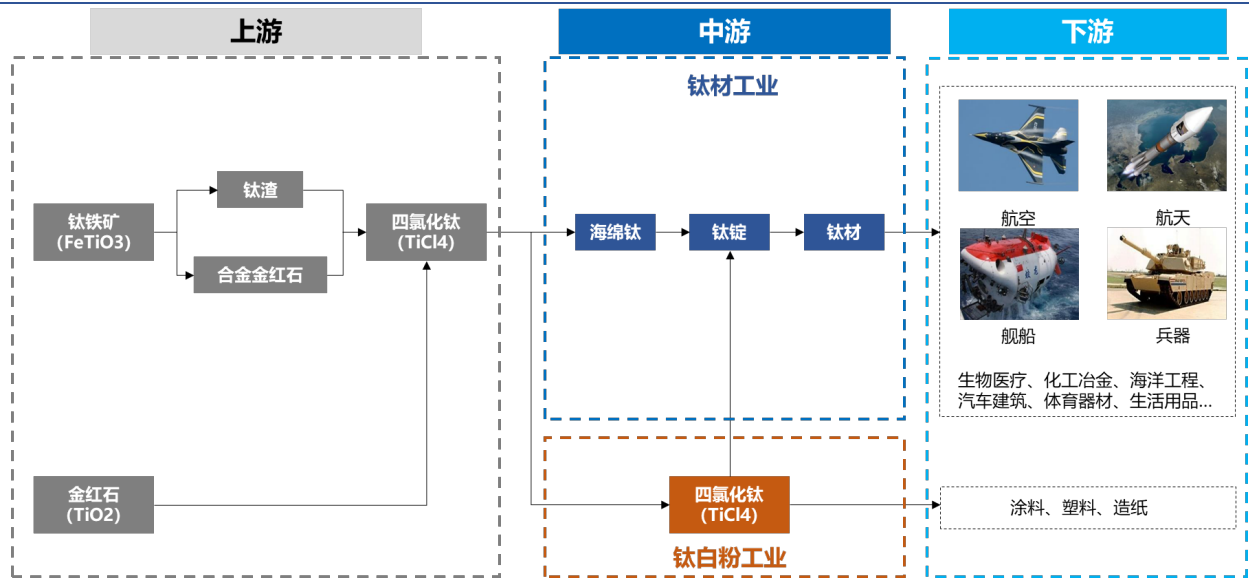 上游
中游
下游
钛材工业
钛渣
钛铁矿
(FeTiO3)
四氯化钛
(TiCl4)
合金金红石
海绵钛
钛锭
钛材
航空
航天
舰船
兵器
生物医疗、化工冶金、海洋工程、
汽车建筑、体育器材、生活用品...
金红石
(TiO2)
四氯化钛
(TiCl4)
钛白粉工业
涂料、塑料、造纸